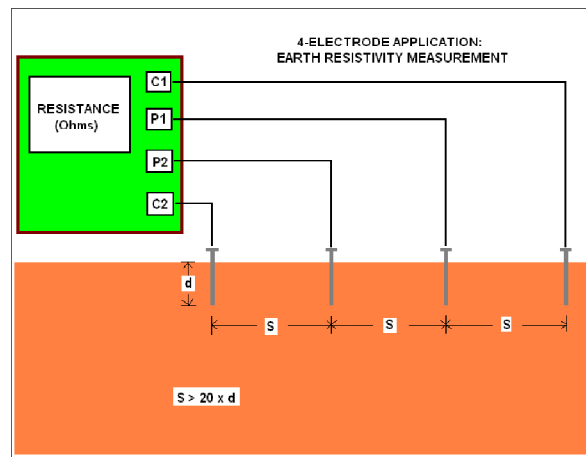 4-ELECTRODE APPLICATION:
EARTH RESISTIVITY MEASUREMENT
RESISTANCE
(Ohms)
C1
P1
P2
C2
d
S
S
S
S > 20 x d